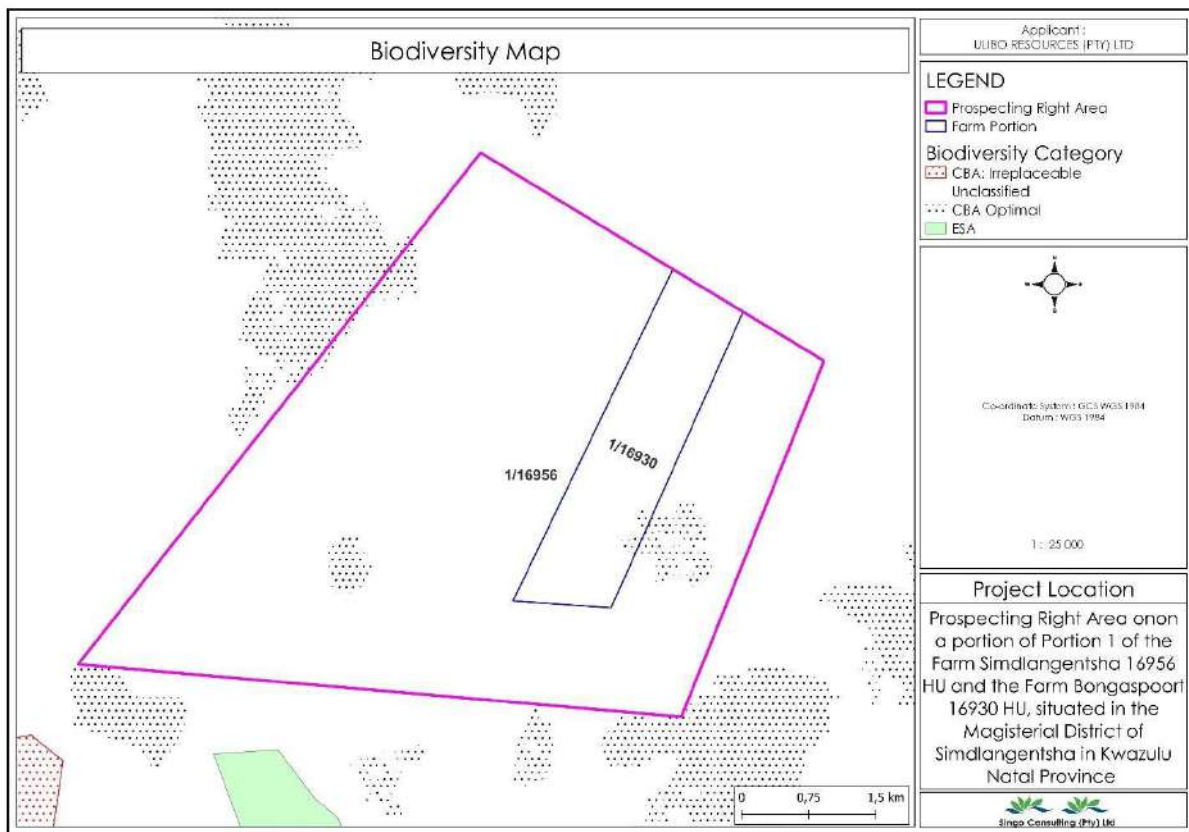 Biodiversity Map
Applicant :
ULIBO RESOURCES (PTY) LTD
LEGEND
Prospecting Right Area
Farm Portion
Biodiversity Category
CBA: Irreplaceable
Unclassified
CBA Optimal
ESA
1/16956
1/16930
N
Co-ordinate System : GCS WGS 1984
Datum : WGS 1984
1 : 25 000
0 0,75 1,5 km
Project Location
Prospecting Right Area onon
a portion of Portion 1 of the
Farm Simdlangentsha 16956
HU and the Farm Bongaspoort
16930 HU, situated in the
Magisterial District of
Simdlangentsha in Kwazulu
Natal Province
Singo Consulting (Pty) Ltd